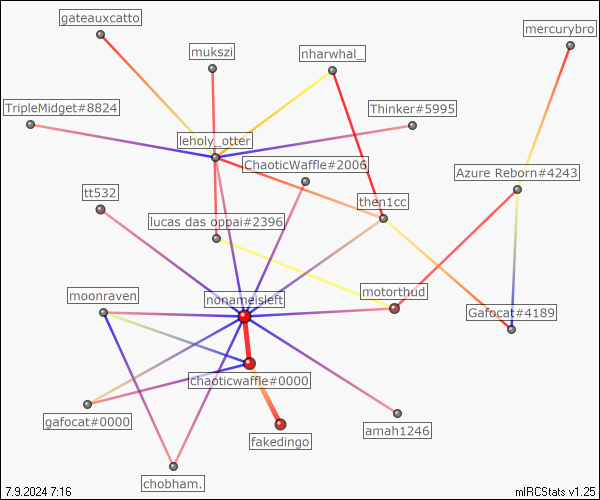 gateauxcatto
mercurybro
mukszi
nharwhal_
TripleMidget#8824
Thinker#5995
leholy_otter
ChaoticWaffle#2006
Azure Reborn#4243
tt532
then1cc
lucas das oppai#2396
moonraven
nonameisleft
motorthud
Gafocat#4189
chaoticwaffle#0000
gafocat#0000
amah1246
fakedingo
chobham.
7.9.2024 7:16
mIRCStats v1.25